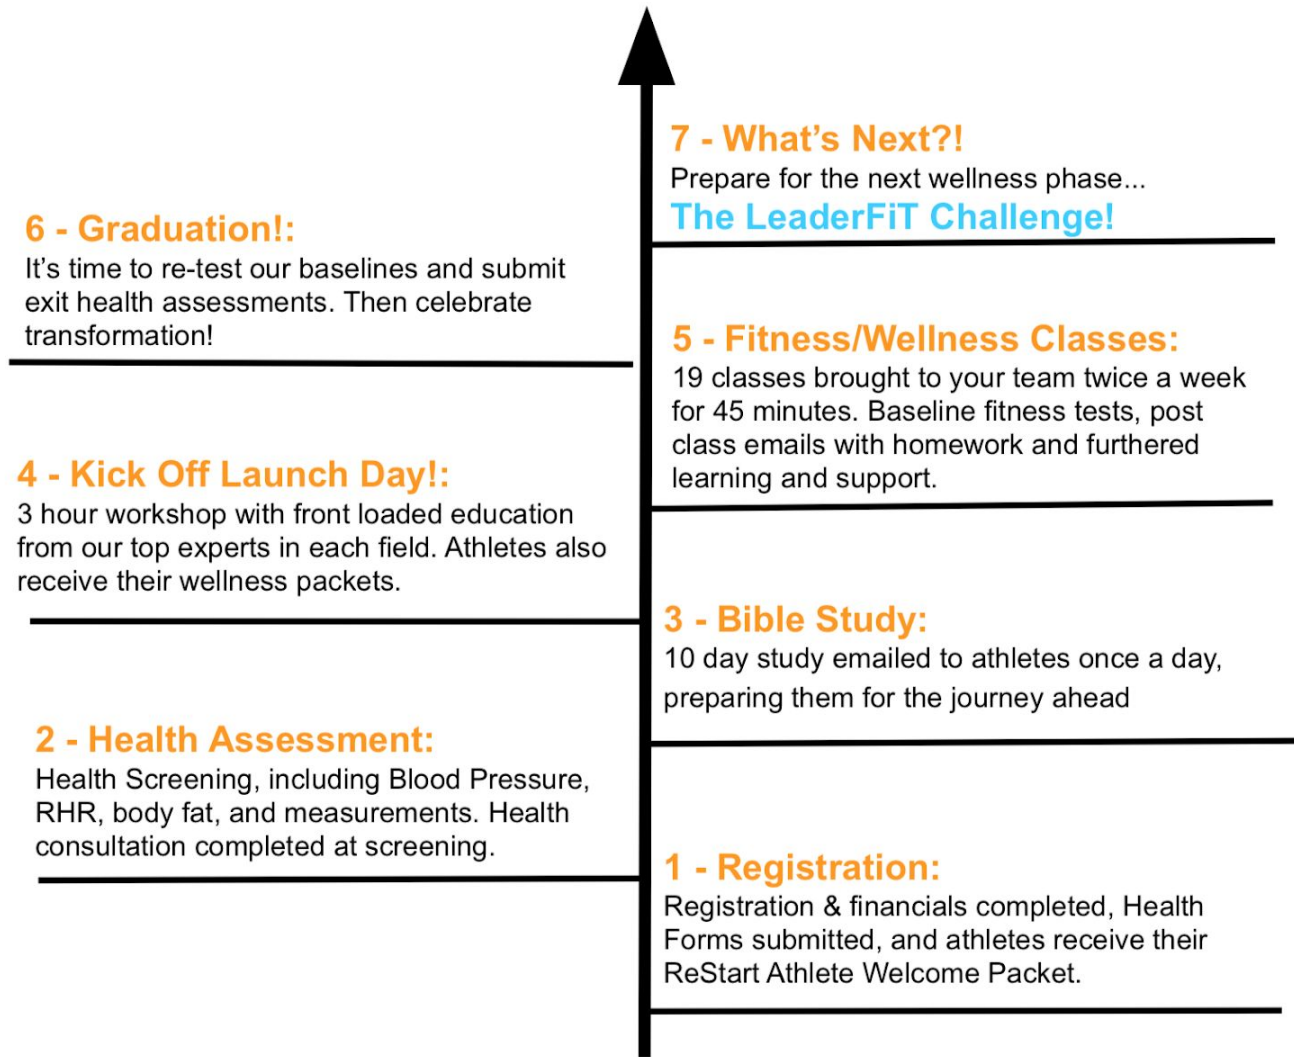 7 - What's Next?!
Prepare for the next wellness phase...
The LeaderFiT Challenge!
6 - Graduation!:
It's time to re-test our baselines and submit
exit health assessments. Then celebrate
transformation!
5 - Fitness/Wellness Classes:
19 classes brought to your team twice a week
for 45 minutes. Baseline fitness tests, post
class emails with homework and furthered
learning and support.
4 - Kick Off Launch Day!:
3 hour workshop with front loaded education
from our top experts in each field. Athletes also
receive their wellness packets.
3 - Bible Study:
10 day study emailed to athletes once a day,
preparing them for the journey ahead
2 - Health Assessment:
Health Screening, including Blood Pressure,
RHR, body fat, and measurements. Health
consultation completed at screening.
1 - Registration:
Registration & financials completed, Health
Forms submitted, and athletes receive their
ReStart Athlete Welcome Packet.